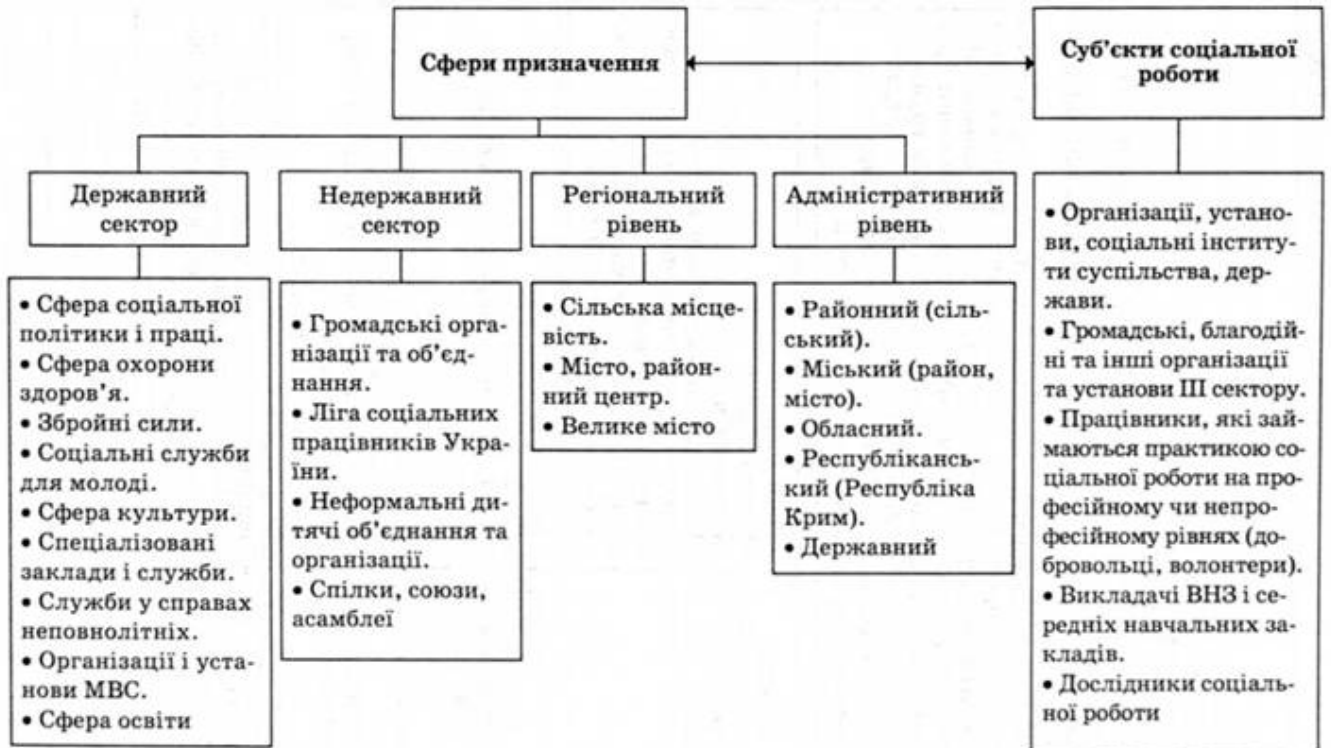 Сфери призначення
Суб’єкти соціальної
роботи
Державний
сектор
Недержавний
сектор
Регіональний
рівень
Адміністративний
рівень
• Сфера соціальної
політики і праці.
• Сфера охорони
здоров’я.
• Збройні сили.
• Соціальні служби
для молоді.
• Сфера культури.
• Спеціалізовані
заклади і служби.
• Служби у справах
неповнолітніх.
• Організації і уста-
нови МВС.
• Сфера освіти
• Громадські орга-
нізації та об’єд-
нання.
• Ліга соціальних
працівників Укра-
їни.
• Неформальні ди-
тячі об’єднання та
організації.
• Спілки, союзи,
асамблеї
• Сільська місце-
вість.
• Місто, район-
ний центр.
• Велике місто
• Районний (сіль-
ський).
• Міський (район,
місто).
• Обласний.
• Республікансь-
кий (Республіка
Крим).
• Державний
• Організації, устано-
ви, соціальні інститу-
ти суспільства, дер-
жави.
• Громадські, благодій-
ні та інші організації
та установи III сектору.
• Працівники, які зай-
маються практикою со-
ціальної роботи на про-
фесійному чи непро-
фесійному рівнях (до-
бровольці, волонтери).
• Викладачі ВНЗ і се-
редніх навчальних за-
кладів.
• Дослідники соціаль-
ної роботи